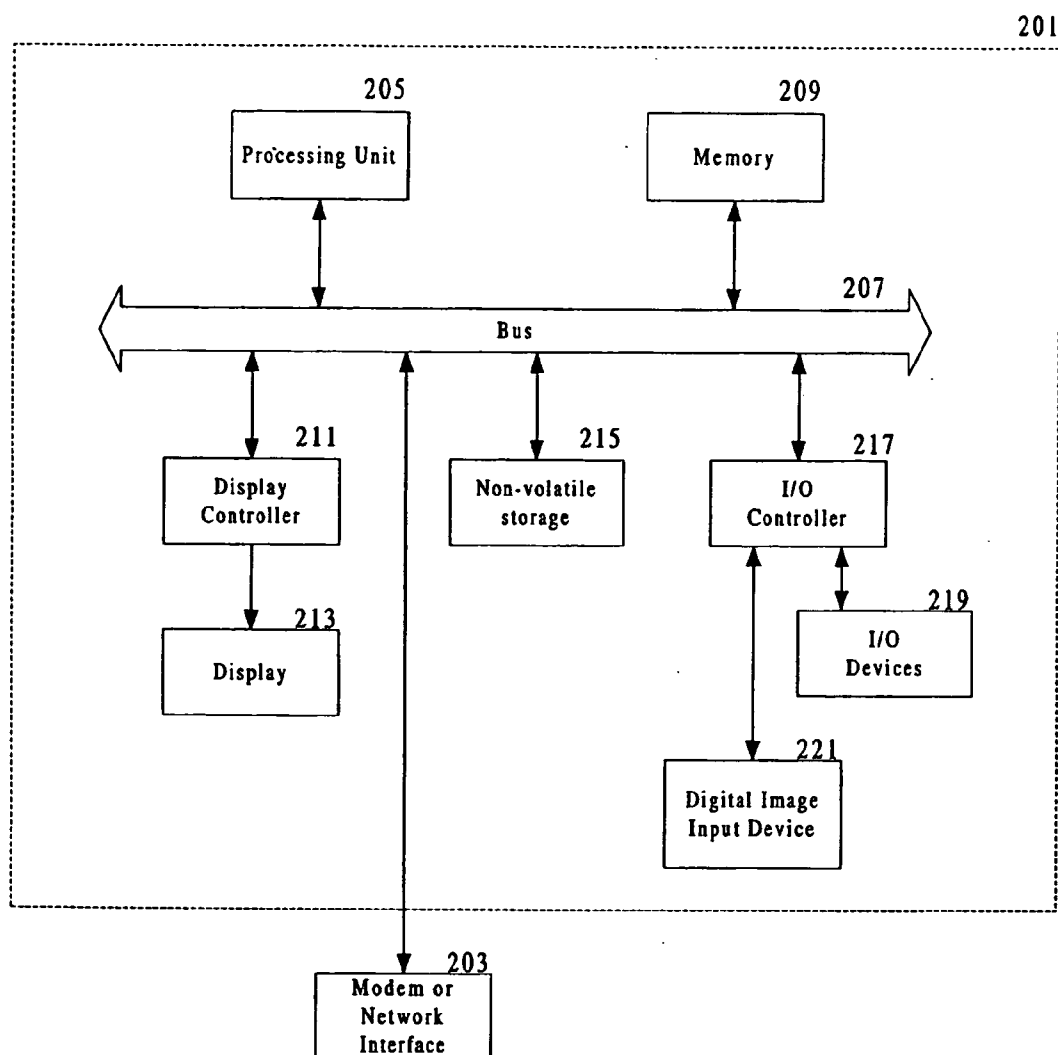 201
205
Processing Unit
209
Memory
207
Bus
211
Display
Controller
215
Non-volatile
storage
217
I/O
Controller
213
Display
219
I/O
Devices
221
Digital Image
Input Device
203
Modem or
Network
Interface